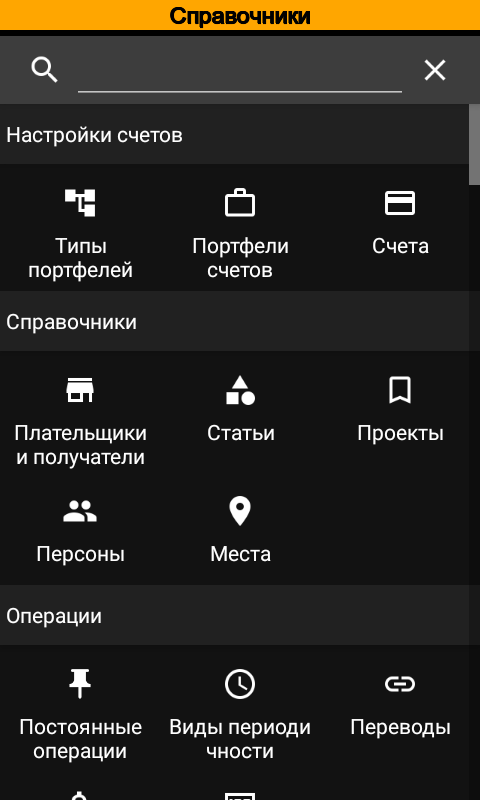 Справочники
Настройки счетов
Типы портфелей
Портфели счетов
Счета
Справочники
Плательщики и получатели
Статьи
Проекты
Персоны
Места
Операции
Постоянные операции
Виды периоди чности
Переводы